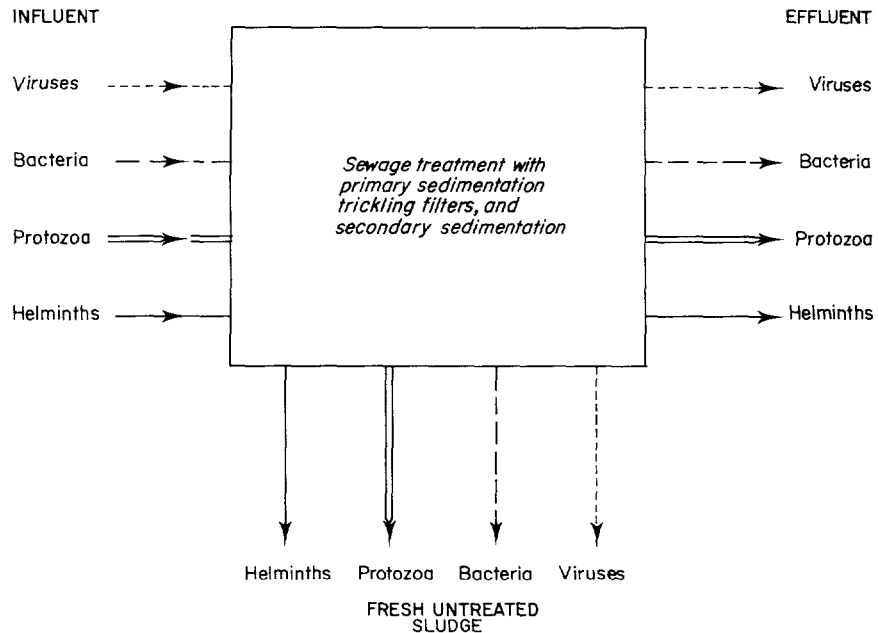 INFLUENT
EFFLUENT
Viruses
Viruses
Bacteria
Bacteria
Sewage treatment with
primary sedimentation
trickling filters, and
secondary sedimentation
Protozoa
Protozoa
Helminths
Helminths
Helminths Protozoa Bacteria Viruses
FRESH UNTREATED
SLUDGE